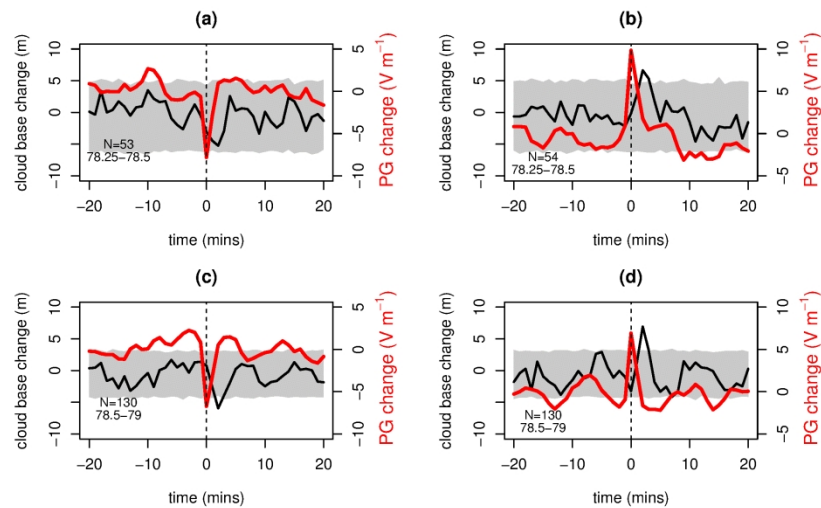 (a)
cloud base change (m)
10
5
0
−10
5
0
−5
−10
PG change (V m−1)
N=53
78.25−78.5
−20 −10 0 10 20
time (mins)
(b)
cloud base change (m)
10
5
0
−10
10
5
0
−5
PG change (V m−1)
N=54
78.25−78.5
−20 −10 0 10 20
time (mins)
(c)
cloud base change (m)
10
5
0
−10
5
0
−5
−10
PG change (V m−1)
N=130
78.5−79
−20 −10 0 10 20
time (mins)
(d)
cloud base change (m)
10
5
0
−10
10
5
0
−5
PG change (V m−1)
N=130
78.5−79
−20 −10 0 10 20
time (mins)